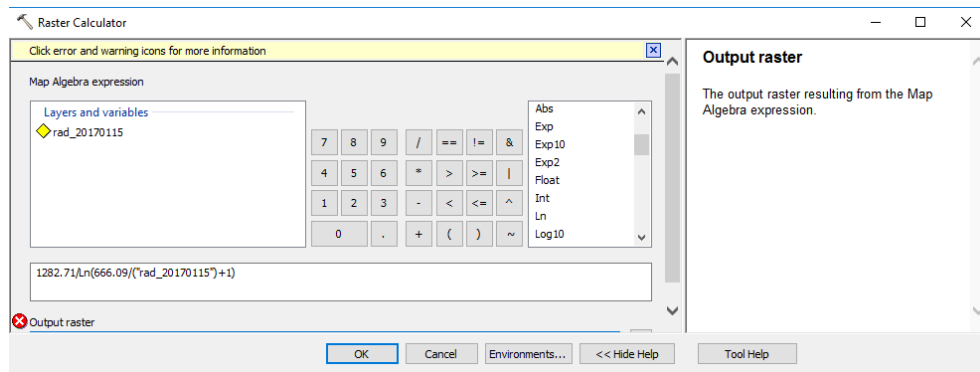 Raster Calculator
Click error and warning icons for more information
Map Algebra expression
Layers and variables
rad_20170115
7 8 9 / == != &
4 5 6 * > >= |
1 2 3 - < <= ^
0 . + ( ) ~
Abs
Exp
Exp10
Exp2
Float
Int
Ln
Log10
1282.71/Ln(666.09/("rad_20170115")+1)
Output raster
OK Cancel Environments... << Hide Help Tool Help
Output raster
The output raster resulting from the Map
Algebra expression.